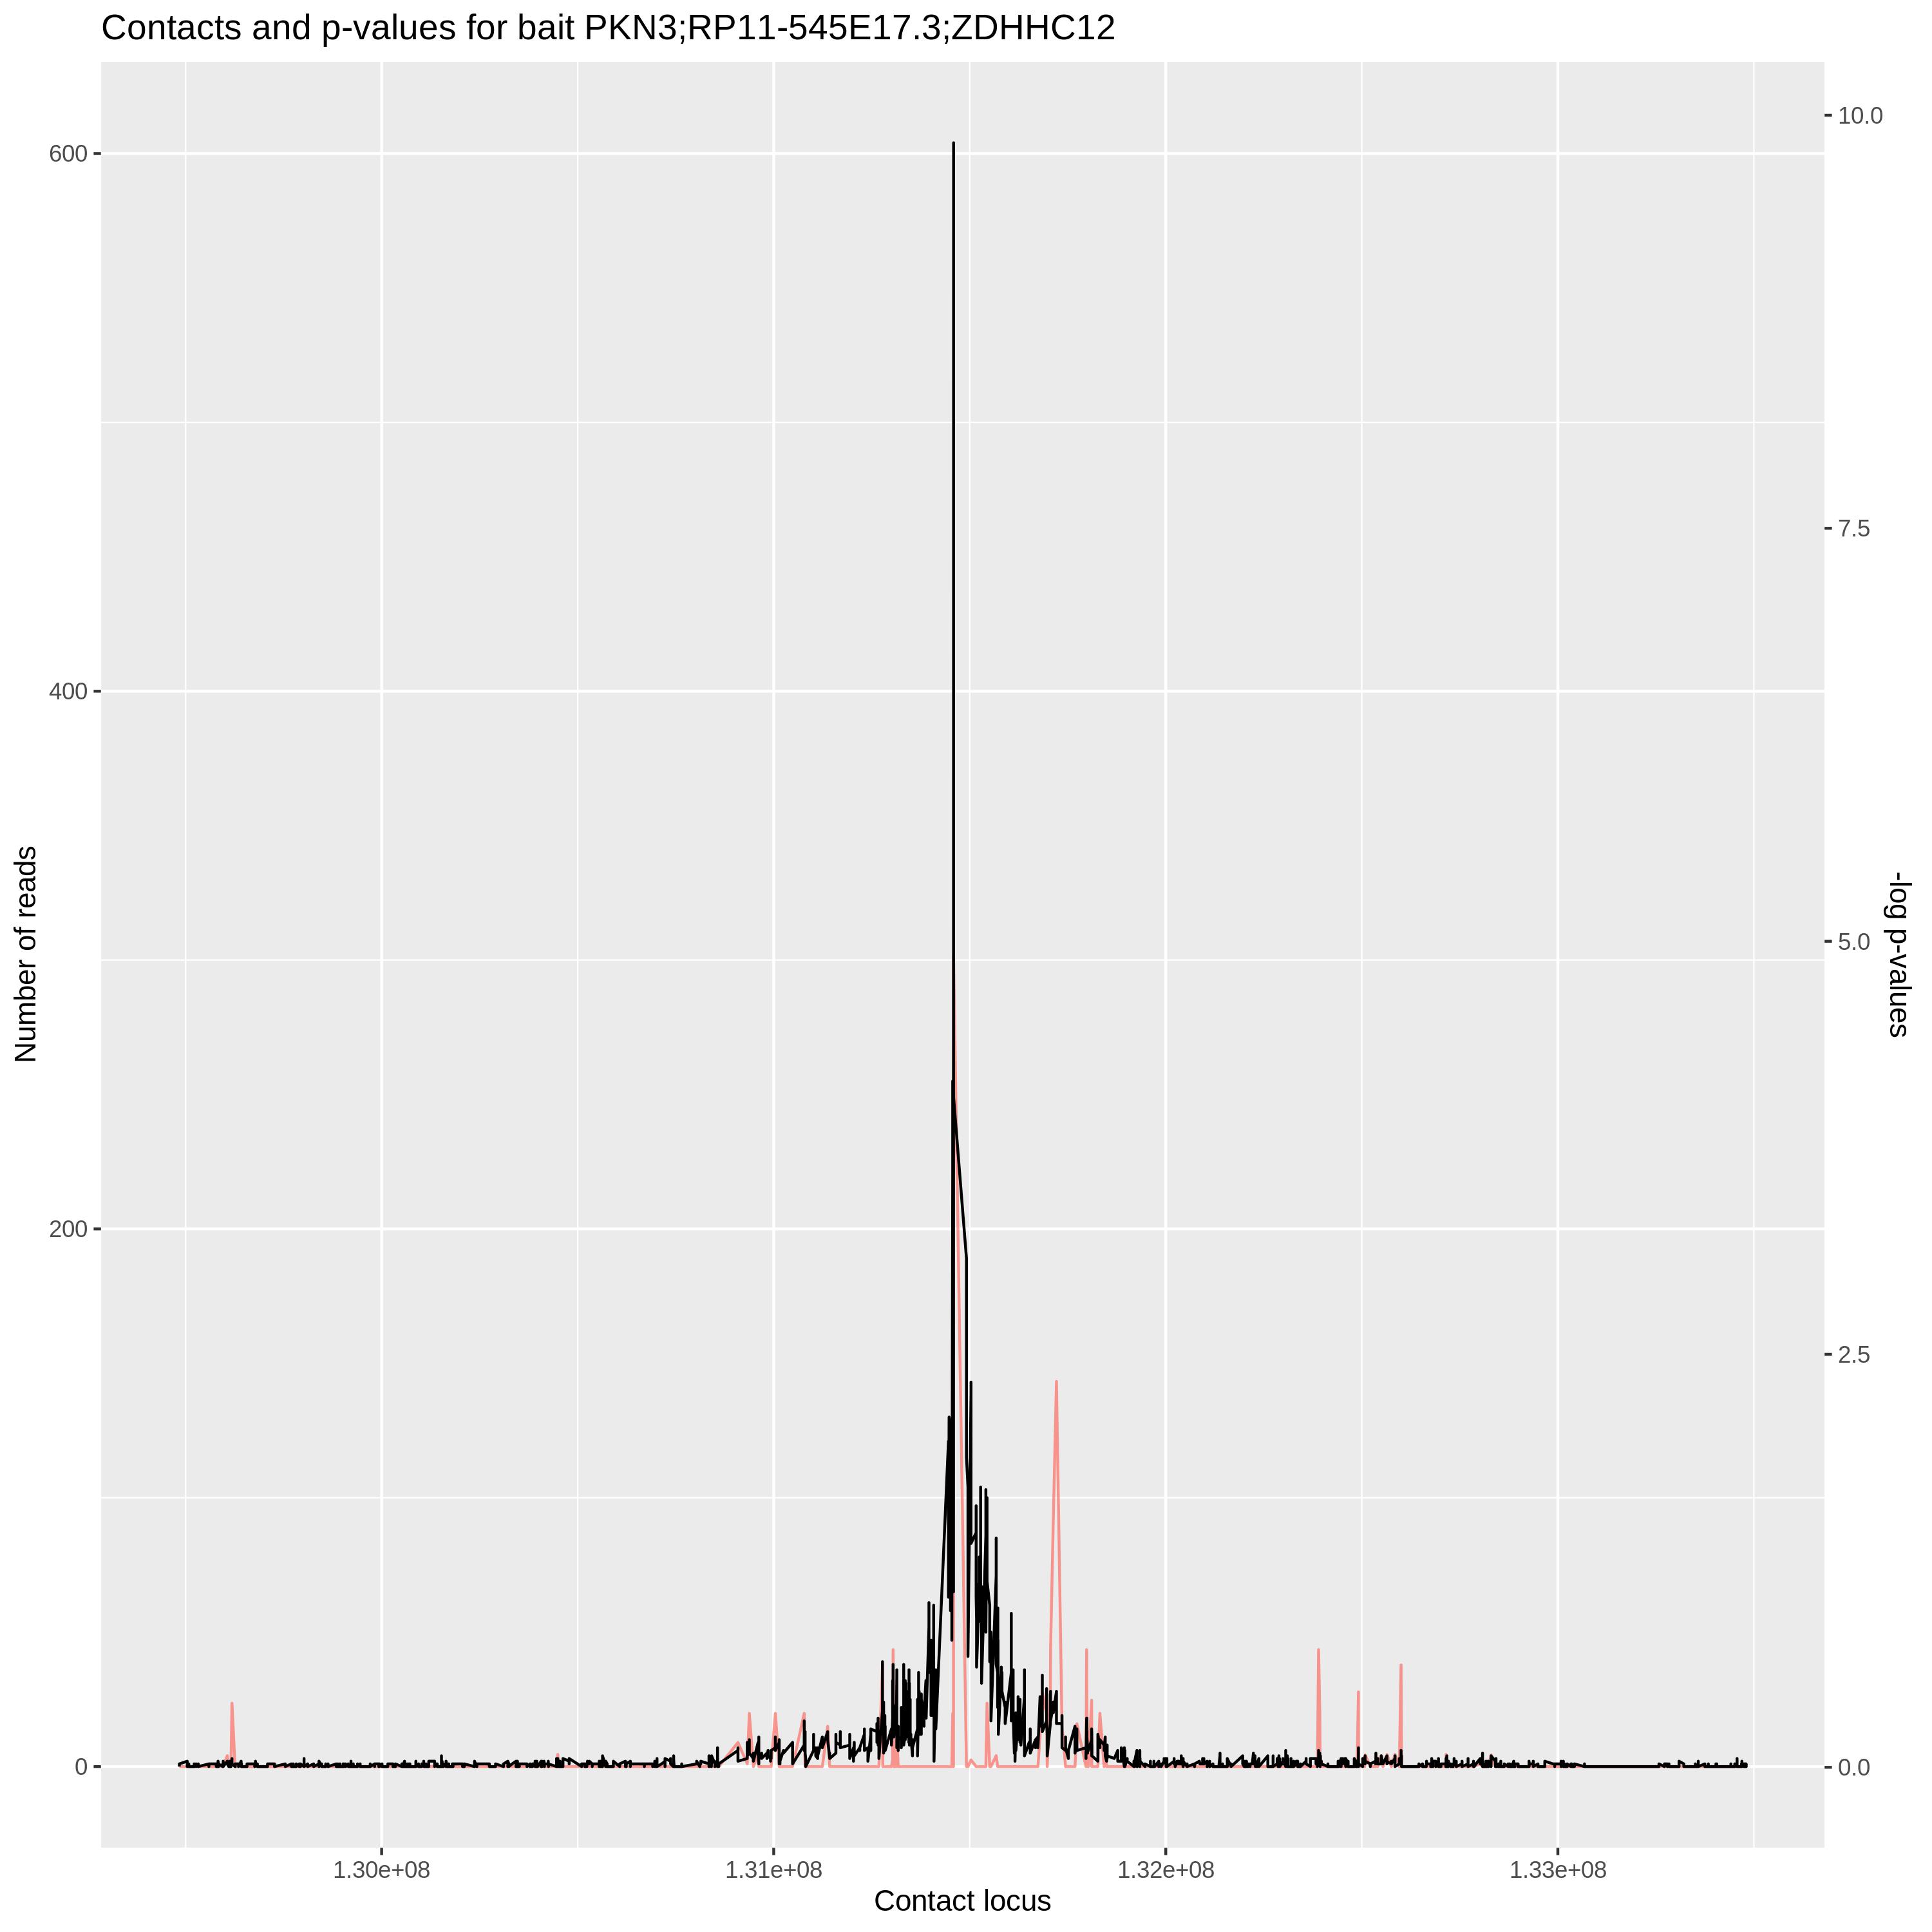 Contacts and p-values for bait PKN3;RP11-545E17.3;ZDHHC12
600
400
200
0
Number of reads
10.0
7.5
5.0
2.5
0.0
-log p-values
1.30e+08
1.31e+08
1.32e+08
1.33e+08
Contact locus